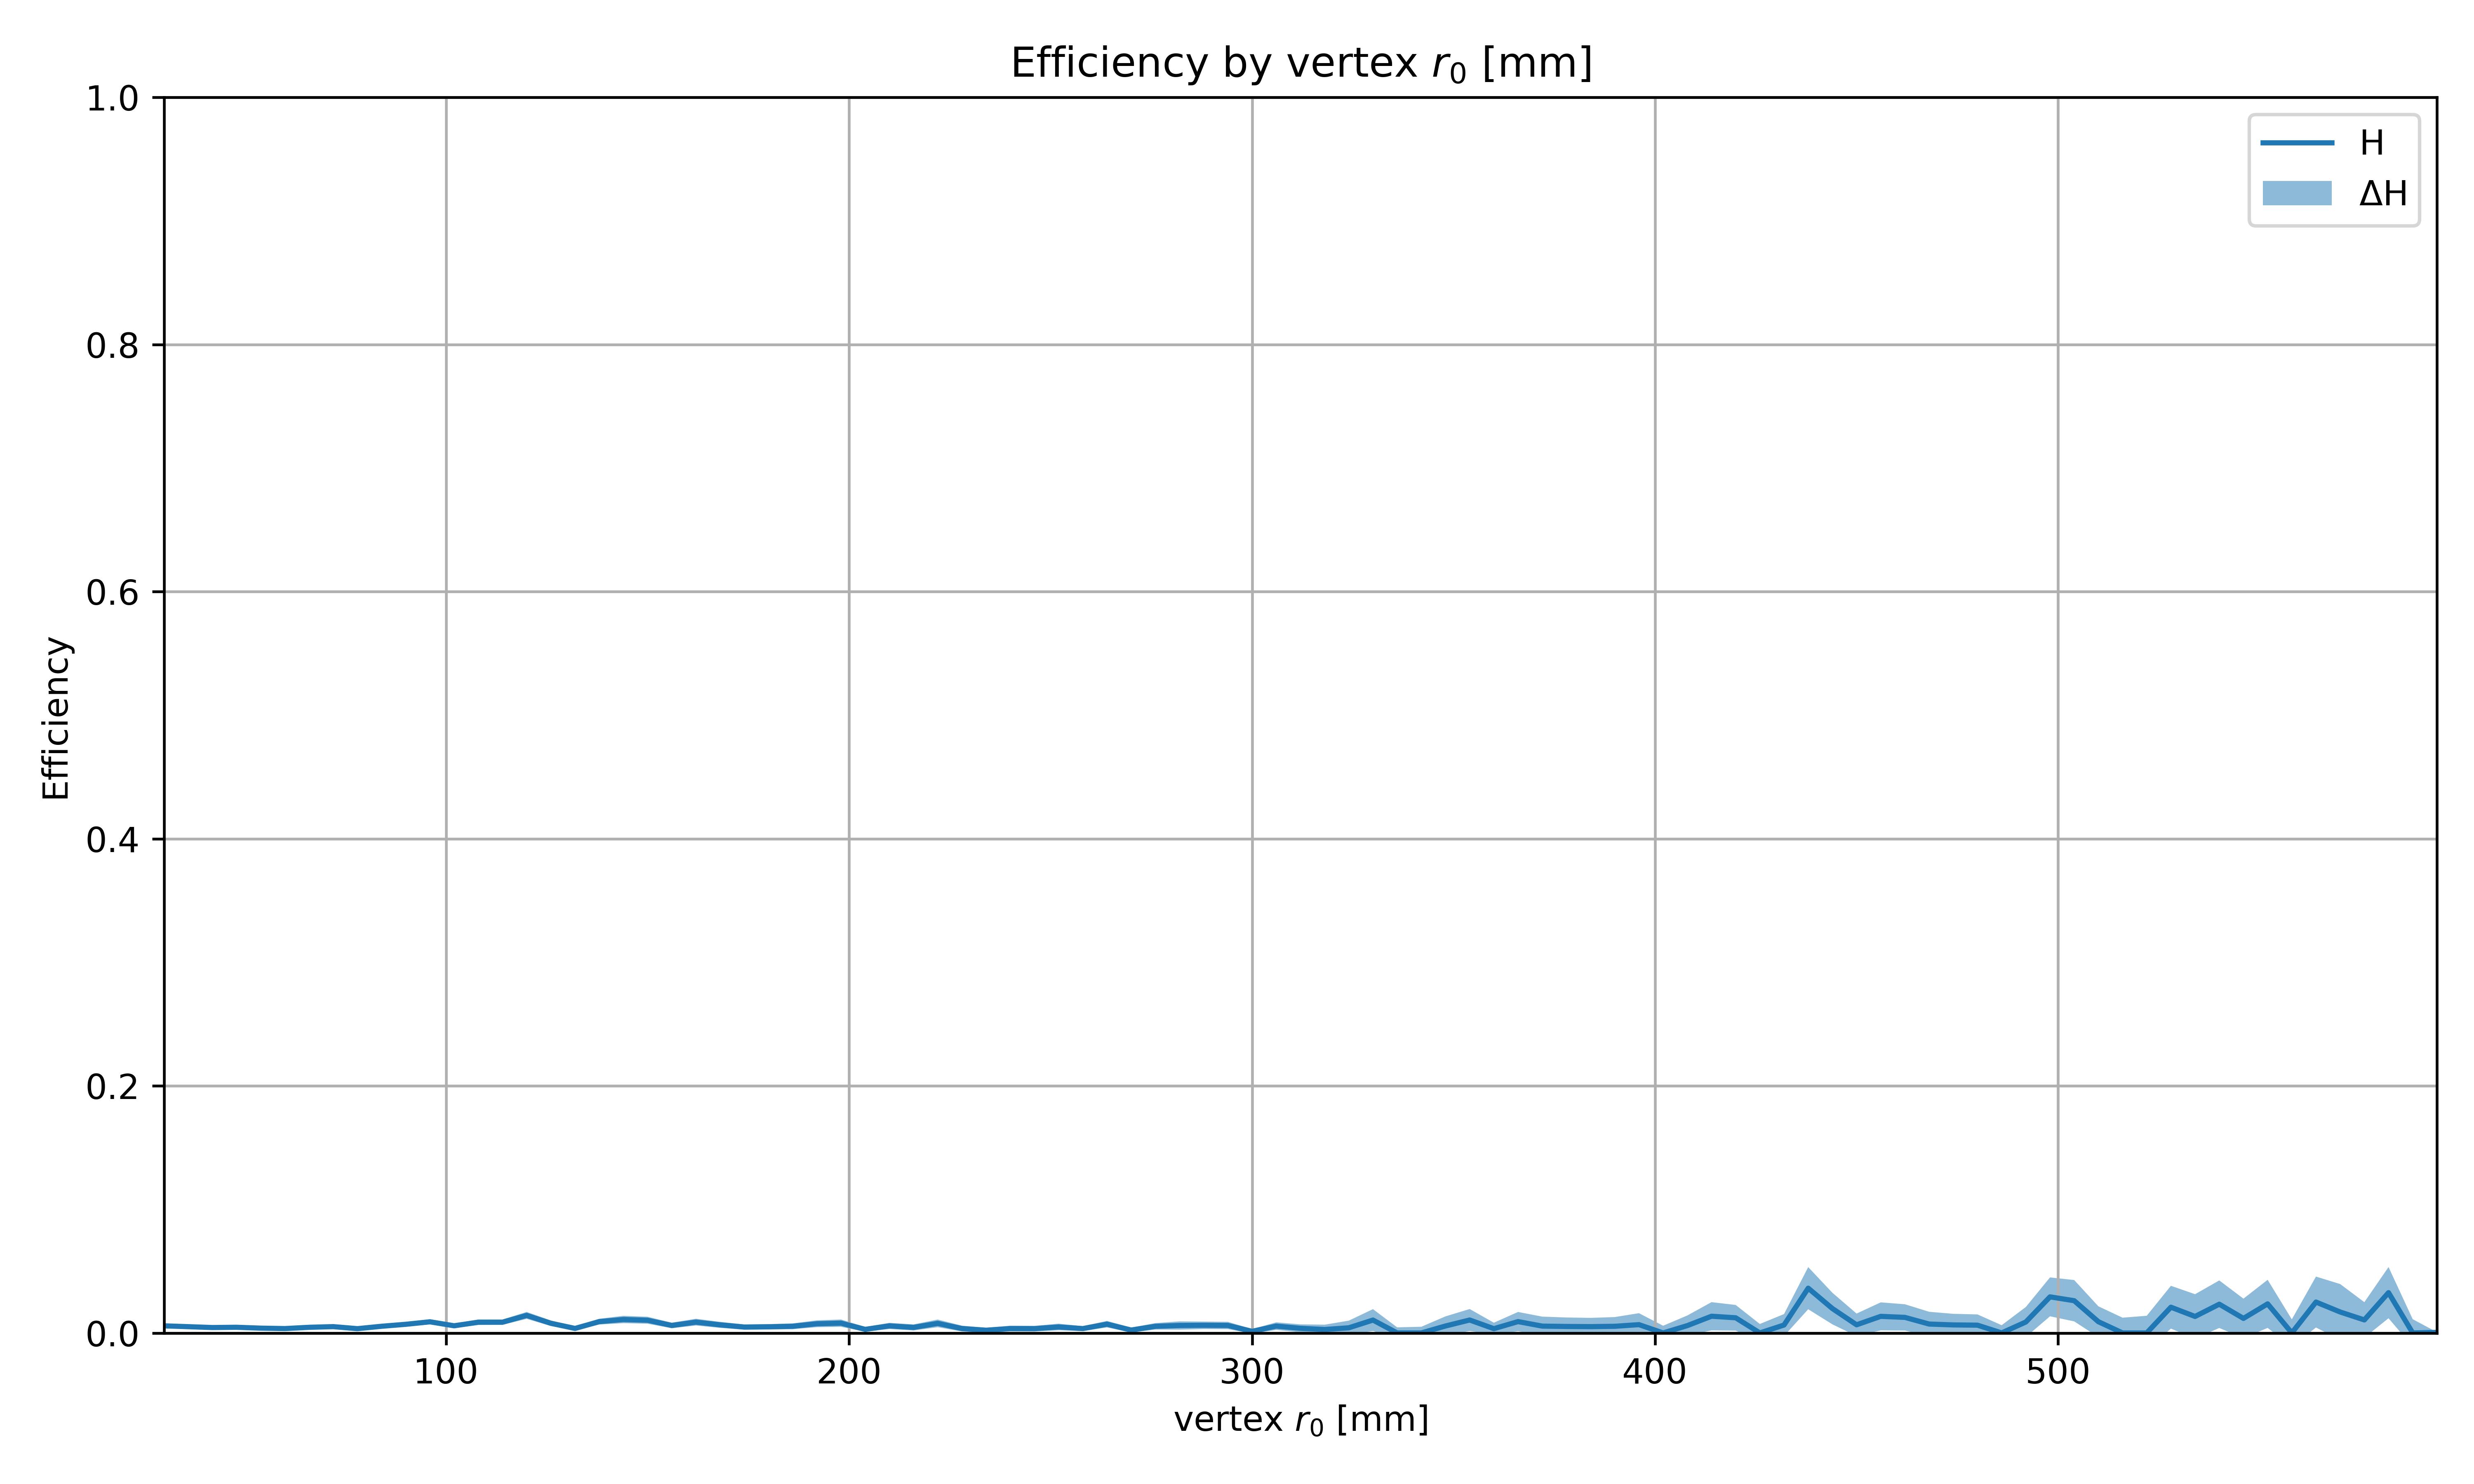 Efficiency by vertex r₀ [mm]
H
ΔH
1.0
0.8
0.6
0.4
0.2
0.0
Efficiency
100 200 300 400 500
vertex r₀ [mm]